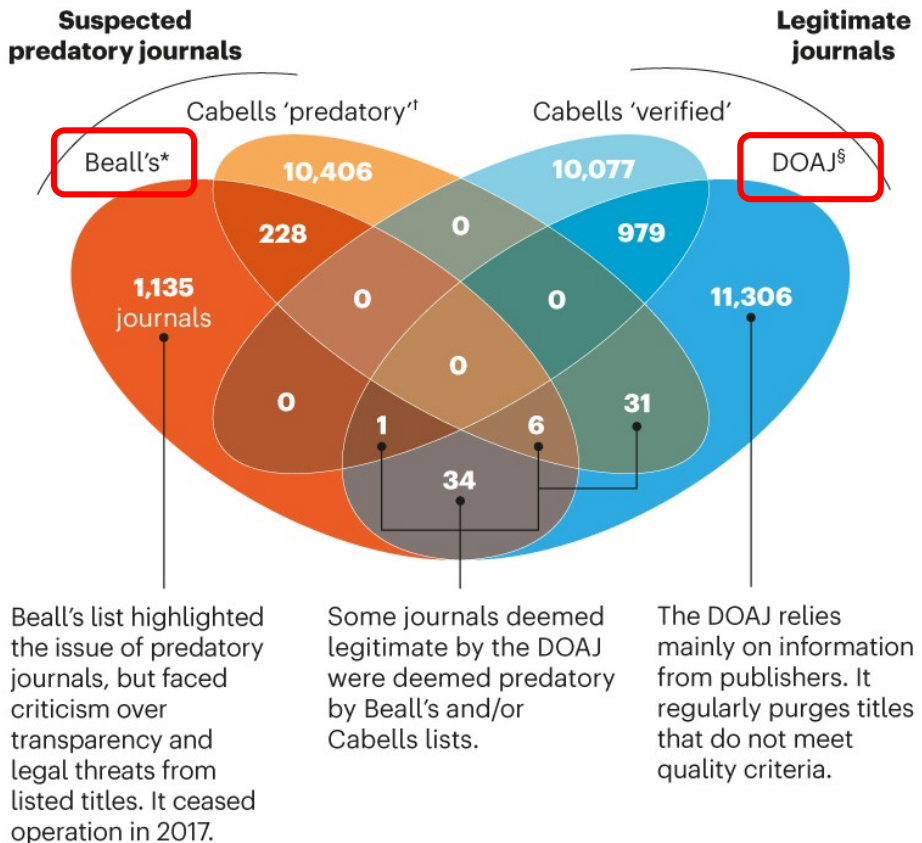 Suspected
predatory journals
Legitimate
journals
Cabells 'predatory'†
Cabells 'verified'
Beall's*
DOAJ§
10,406
10,077
228
0
979
1,135
journals
0
0
11,306
0
0
1
6
31
34
Beall's list highlighted
the issue of predatory
journals, but faced
criticism over
transparency and
legal threats from
listed titles. It ceased
operation in 2017.
Some journals deemed
legitimate by the DOAJ
were deemed predatory
by Beall's and/or
Cabells lists.
The DOAJ relies
mainly on information
from publishers. It
regularly purges titles
that do not meet
quality criteria.